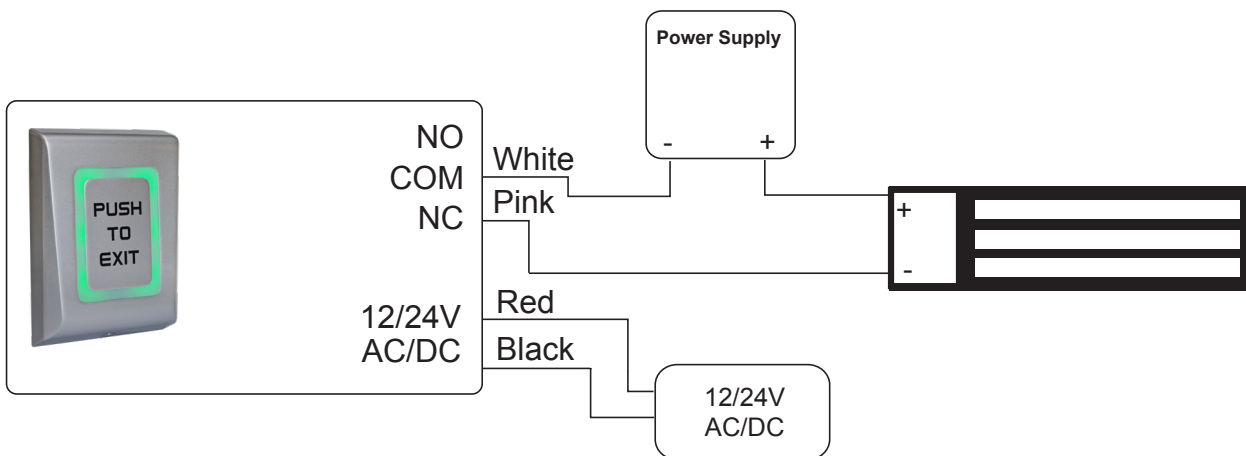 Power Supply
- +
PUSH
TO
EXIT
NO
COM
NC
White
Pink
12/24V
AC/DC
Red
Black
+
-
12/24V
AC/DC